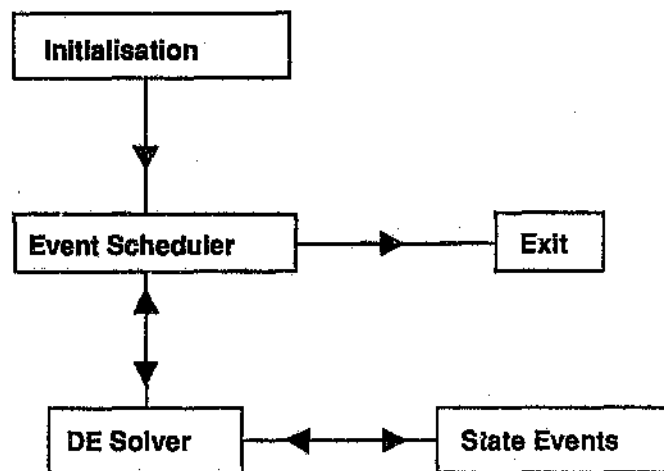 Initialisation
Event Scheduler
Exit
DE Solver
State Events